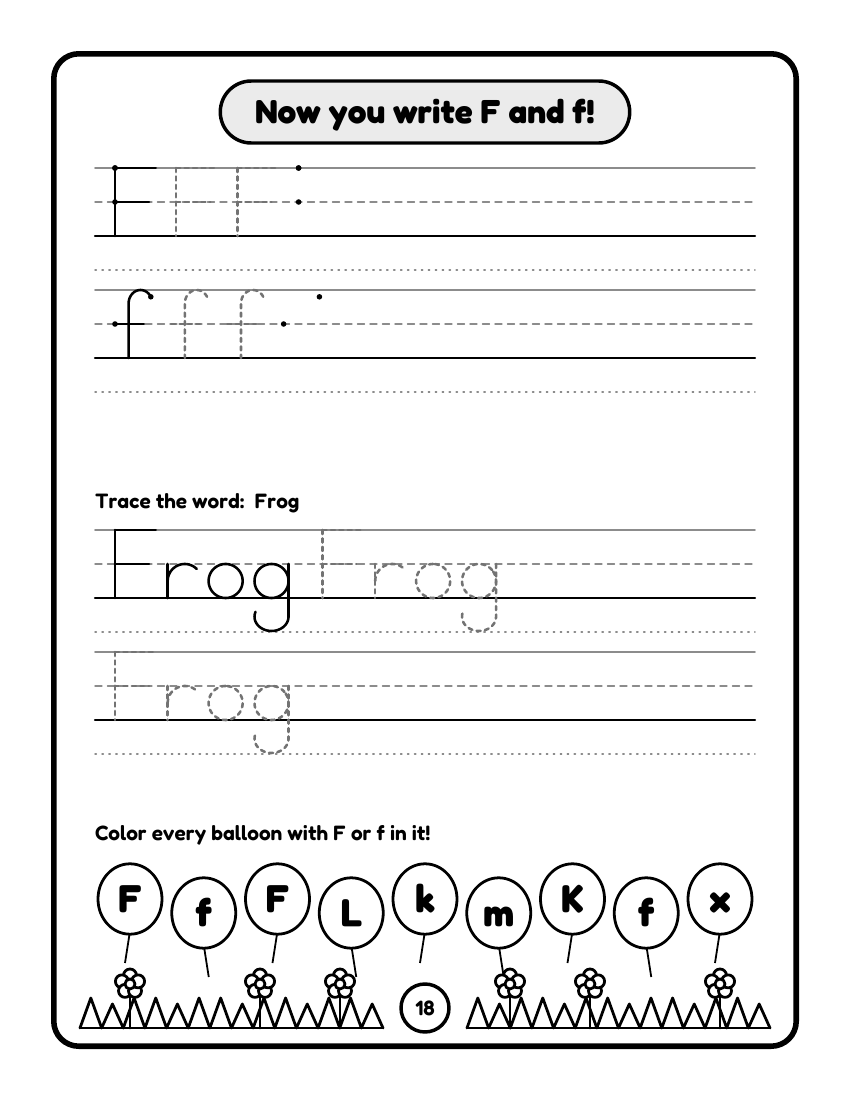 Now you write F and f!
F F F
f f f
Trace the word: Frog
Frog Frog
Frog
Color every balloon with F or f in it!
F f F L k m K f x
18